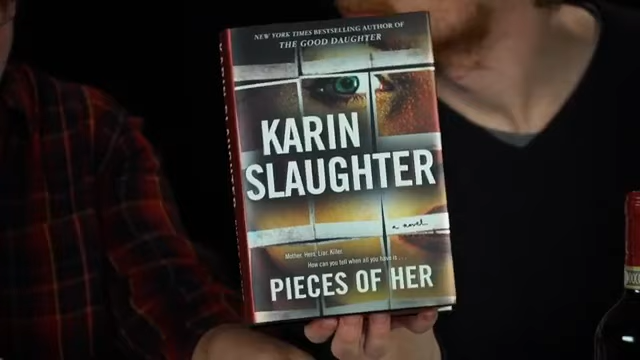 NEW YORK TIMES BESTSELLING AUTHOR OF
THE GOOD DAUGHTER
KARIN
SLAUGHTER
a novel
Mother. Hero. Liar. Killer.
How can you tell when all you have is . . .
PIECES OF HER